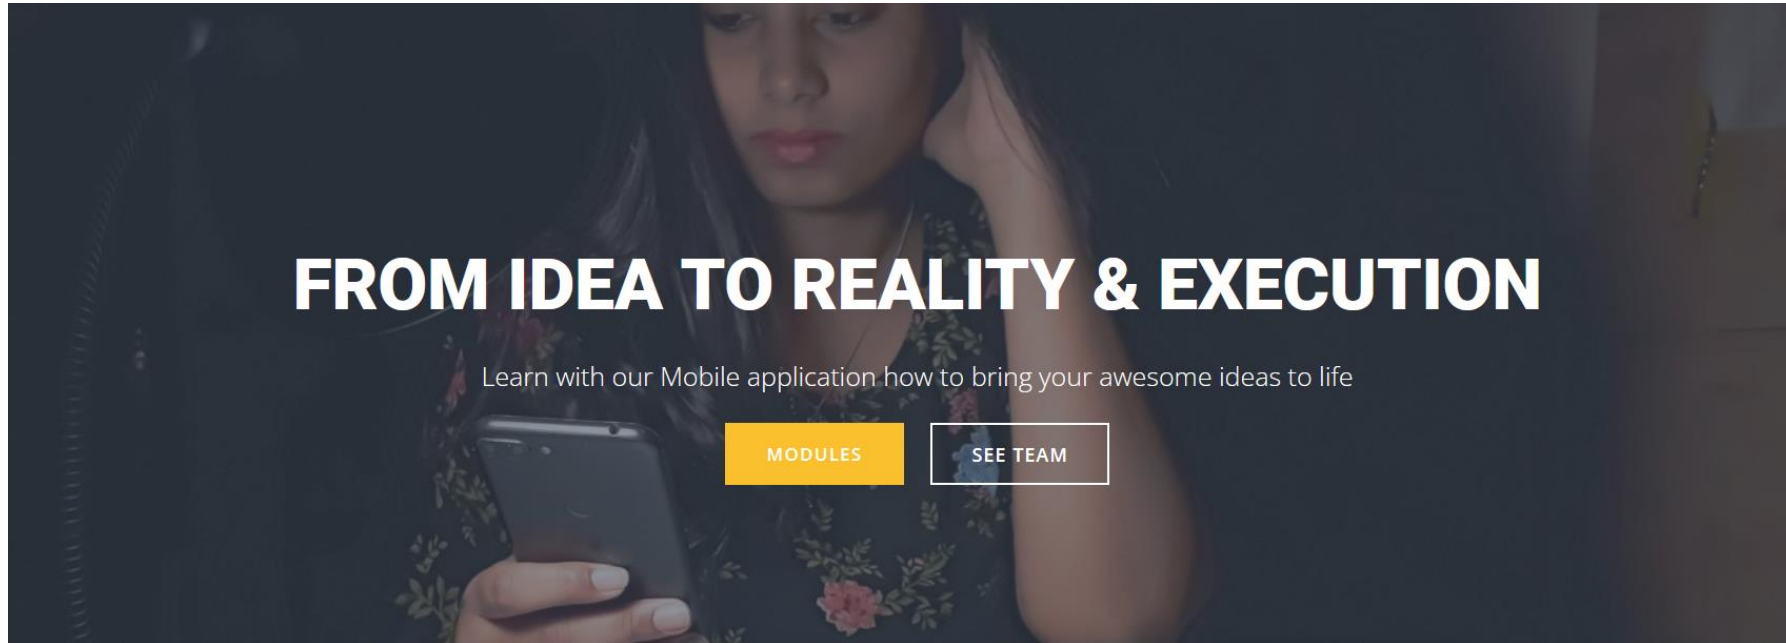 FROM IDEA TO REALITY & EXECUTION
Learn with our Mobile application how to bring your awesome ideas to life
MODULES
SEE TEAM